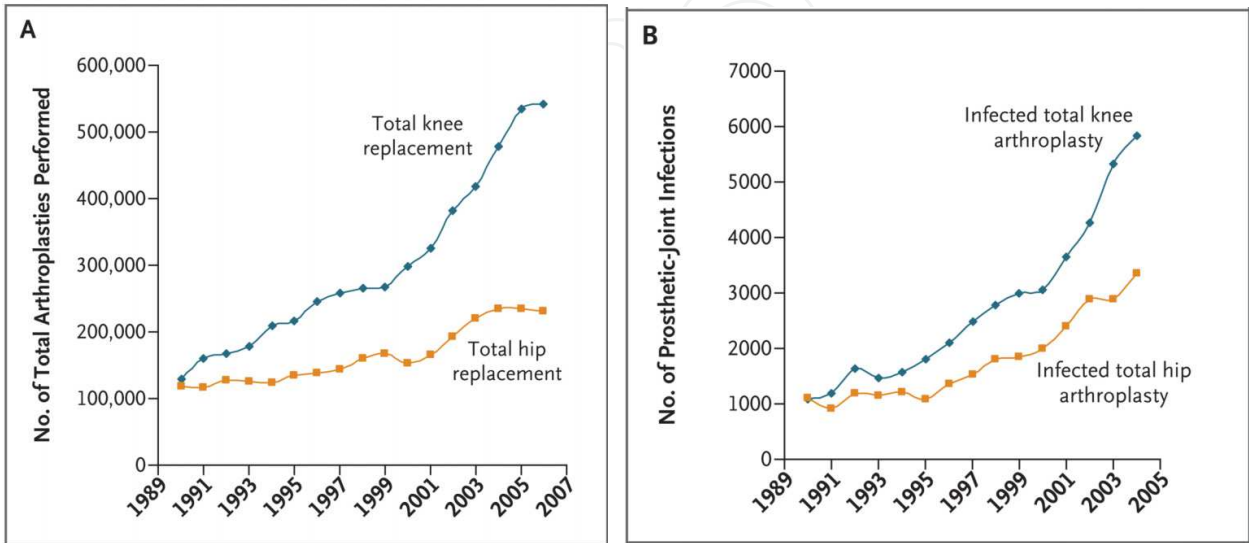 A
No. of Total Arthroplasties Performed
600,000
500,000
400,000
300,000
200,000
100,000
0
Total knee
replacement
Total hip
replacement
1989
1991
1993
1995
1997
1999
2001
2003
2005
2007
B
No. of Prosthetic-Joint Infections
7000
6000
5000
4000
3000
2000
1000
0
Infected total knee
arthroplasty
Infected total hip
arthroplasty
1989
1991
1993
1995
1997
1999
2001
2003
2005